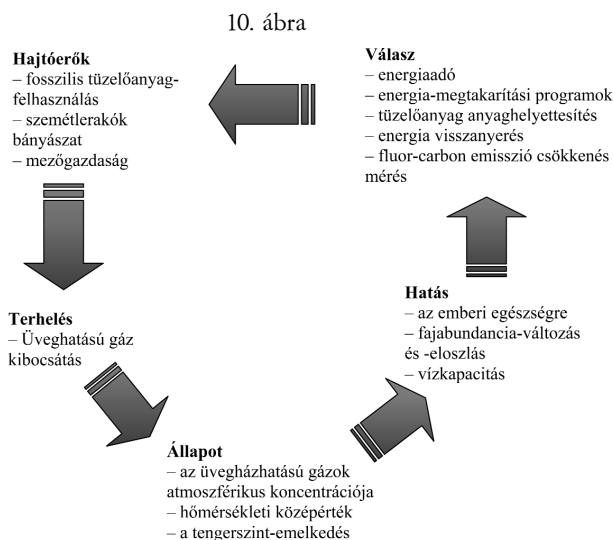 10. ábra
Hajtóerők
– fosszilis tüzelőanyag-
felhasználás
– szemétlerakók
bányászat
– mezőgazdaság
Válasz
– energiaadó
– energia-megtakarítási programok
– tüzelőanyag anyaghelyettesítés
– energia visszanyerés
– fluor-carbon emisszió csökkenés
mérés
Terhelés
– Üveghatású gáz
kibocsátás
Hatás
– az emberi egészségre
– fajabundancia-változás
és -eloszlás
– vízkapacitás
Állapot
– az üvegházhatású gázok
atmoszférikus koncentrációja
– hőmérsékleti középérték
– a tengerszint-emelkedés